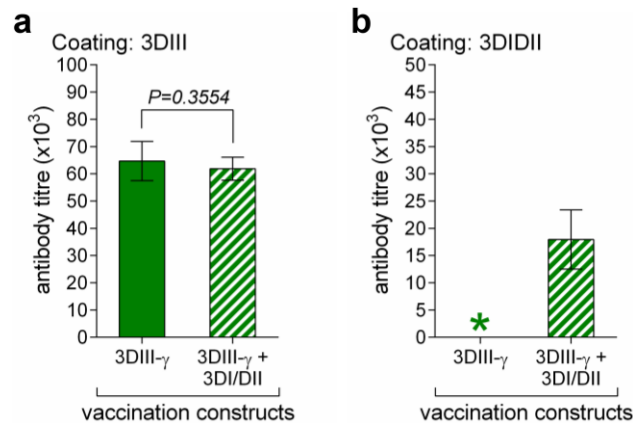 a
Coating: 3DIII
antibody titre (x10³)
100
90
80
70
60
50
40
30
20
10
0
P=0.3554
3DIII-γ
3DIII-γ +
3DI/DII
vaccination constructs
b
Coating: 3DIDII
antibody titre (x10³)
50
45
40
35
30
25
20
15
10
5
0
*
3DIII-γ
3DIII-γ +
3DI/DII
vaccination constructs